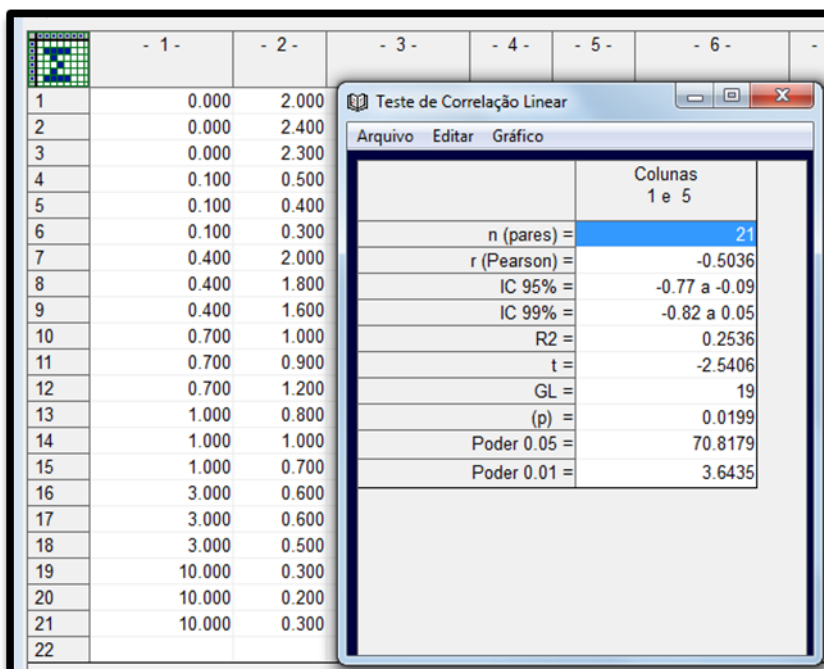 - 1 - - 2 - - 3 - - 4 - - 5 - - 6 - -
1 0.000 2.000
2 0.000 2.400
3 0.000 2.300
4 0.100 0.500
5 0.100 0.400
6 0.100 0.300
7 0.400 2.000
8 0.400 1.800
9 0.400 1.600
10 0.700 1.000
11 0.700 0.900
12 0.700 1.200
13 1.000 0.800
14 1.000 1.000
15 1.000 0.700
16 3.000 0.600
17 3.000 0.600
18 3.000 0.500
19 10.000 0.300
20 10.000 0.200
21 10.000 0.300
22
Teste de Correlação Linear
Arquivo Editar Gráfico
Colunas
1 e 5
n (pares) = 21
r (Pearson) = -0.5036
IC 95% = -0.77 a -0.09
IC 99% = -0.82 a 0.05
R2 = 0.2536
t = -2.5406
GL = 19
(p) = 0.0199
Poder 0.05 = 70.8179
Poder 0.01 = 3.6435